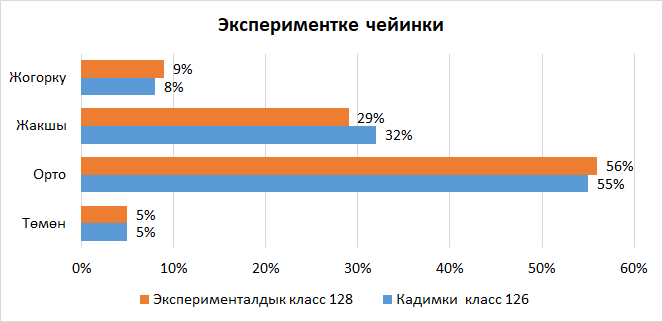 Экспериментке чейинки
Жогорку
9%
8%
Жакшы
29%
32%
Орто
56%
55%
Төмөн
5%
5%
0% 10% 20% 30% 40% 50% 60%
Эксперименталдык класс 128 Кадимки класс 126